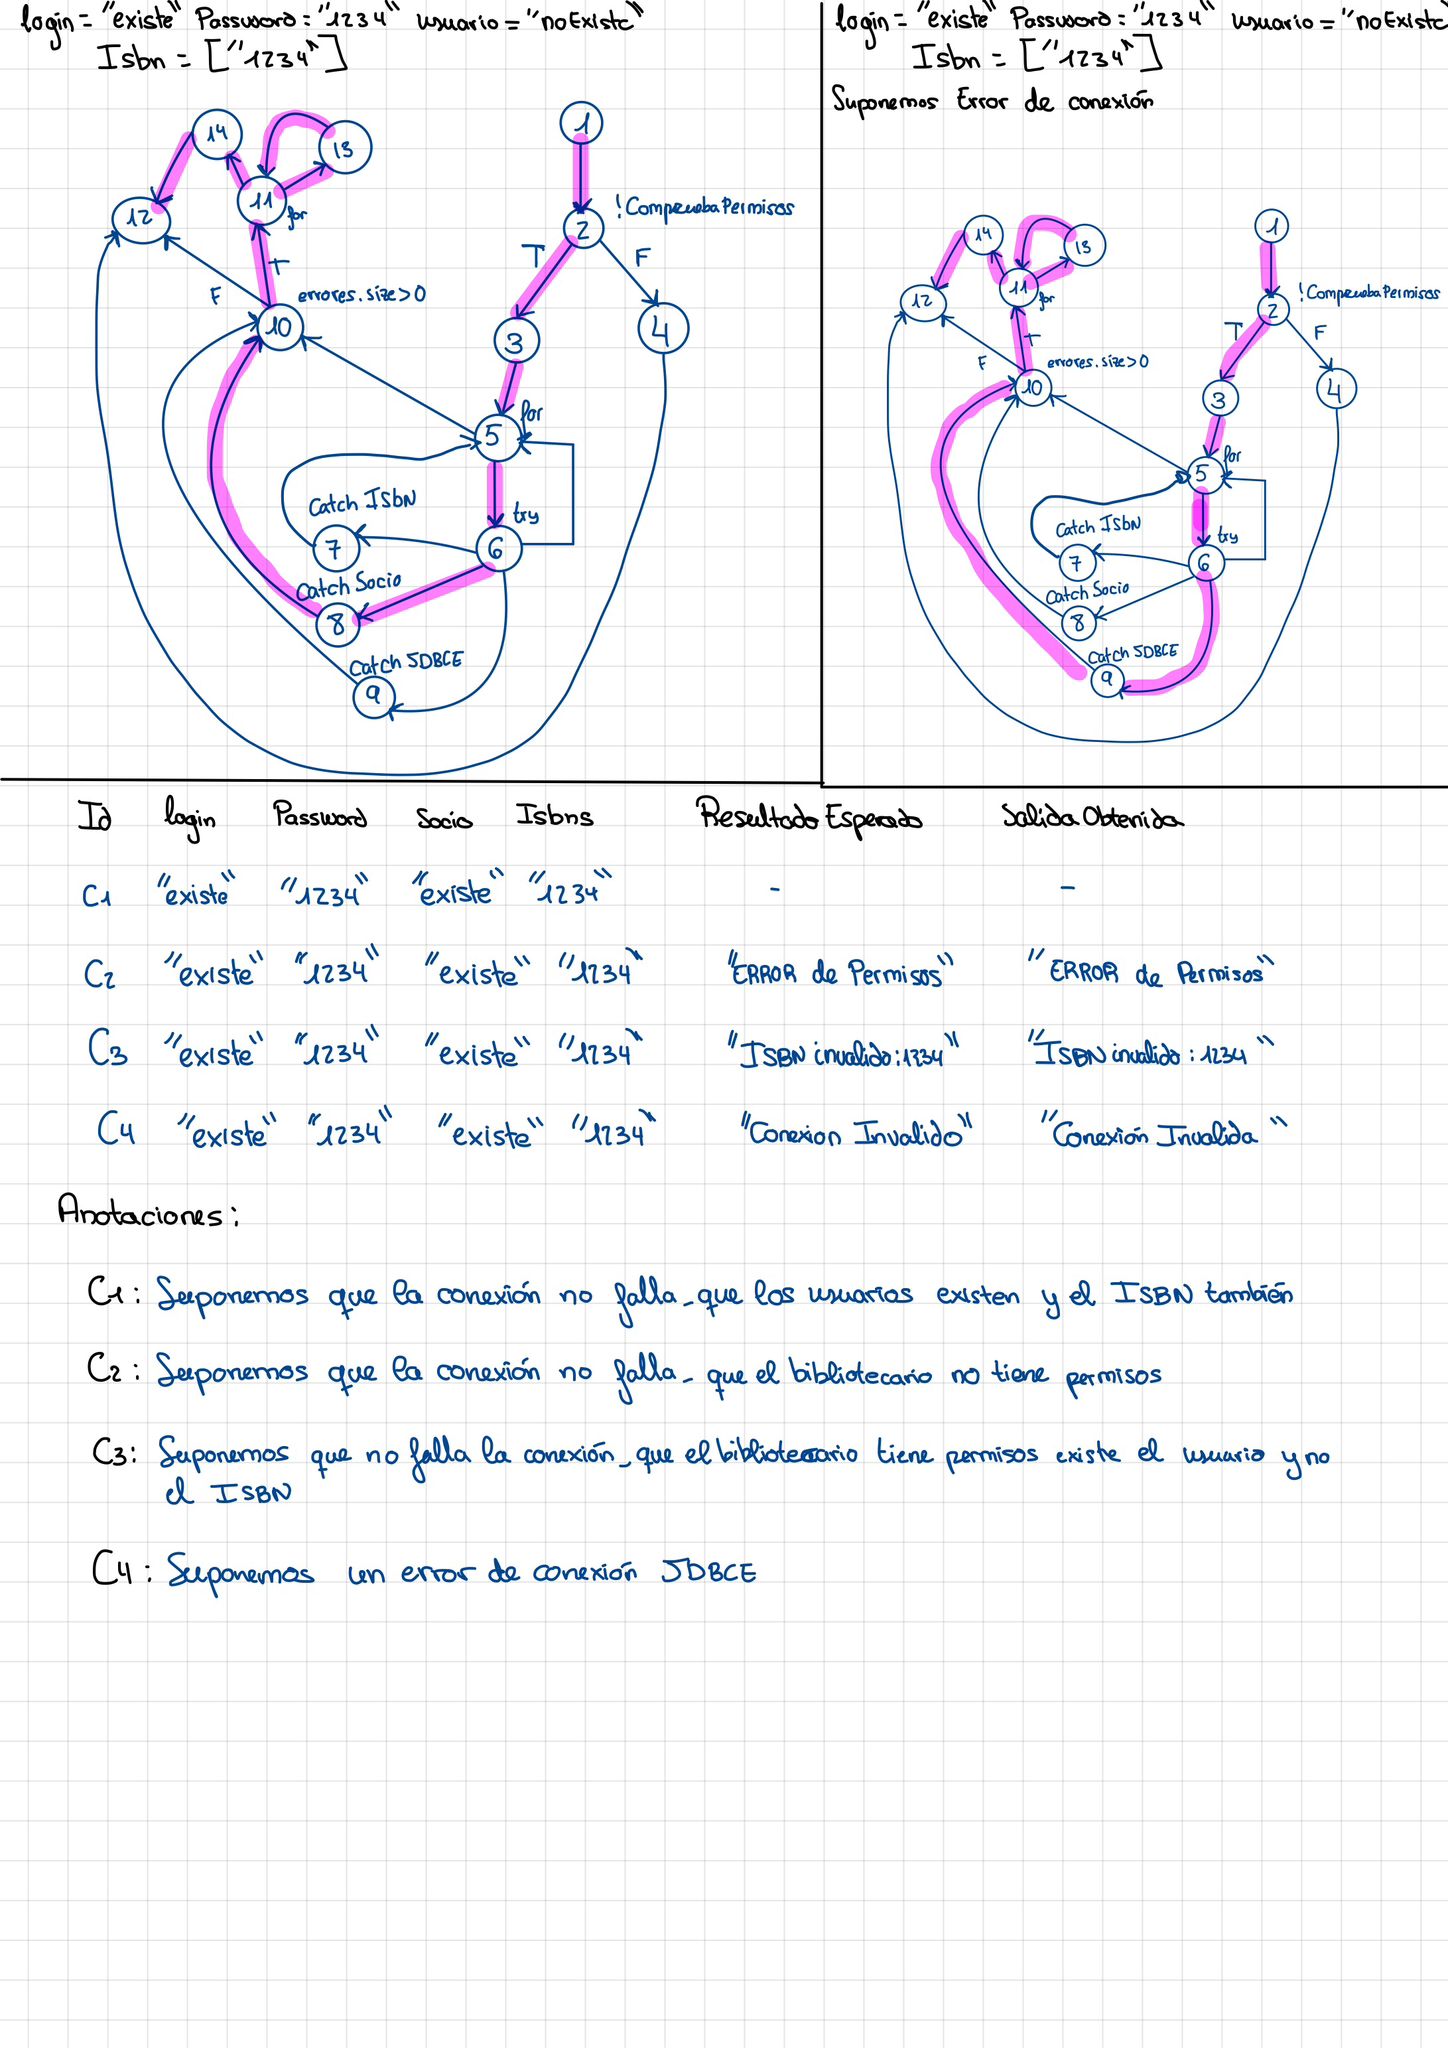 login = "existe" Password: "1234" usuario = "noExiste"
Isbn = ["1234"]
14
13
1
12
11
for
2
! Comprueba Permisos
T
F
T
F
errores.size>0
10
3
4
for
5
Catch ISbN
try
7
6
Catch Socio
8
Catch JDBCE
9
login = "existe" Password: "1234" usuario = "noExist
Isbn = ["1234"]
Suponemos Error de conexión
14
13
1
12
11
for
! Comprueba Permisos
2
T
F
T
F
errores.size>0
10
3
4
for
5
Catch ISbN
try
7
6
Catch Socio
8
Catch JDBCE
9
Id login Password Socio Isbns Resultado Esperado Salida Obtenida
C1 "existe" "1234" "existe" "1234" - -
C2 "existe" "1234" "existe" "1234" "ERROR de Permisos" "ERROR de Permisos"
C3 "existe" "1234" "existe" "1234" "ISBN invalido:1234" "ISBN invalido: 1234"
C4 "existe" "1234" "existe" "1234" "Conexion Invalido" "Conexión Invalida"
Anotaciones:
C1: Suponemos que la conexión no falla - que los usuarios existen y el ISBN también
C2: Suponemos que la conexión no falla - que el bibliotecario no tiene permisos
C3: Suponemos que no falla la conexión - que el bibliotecario tiene permisos existe el usuario y no
el ISBN
C4: Suponemos un error de conexión JDBCE